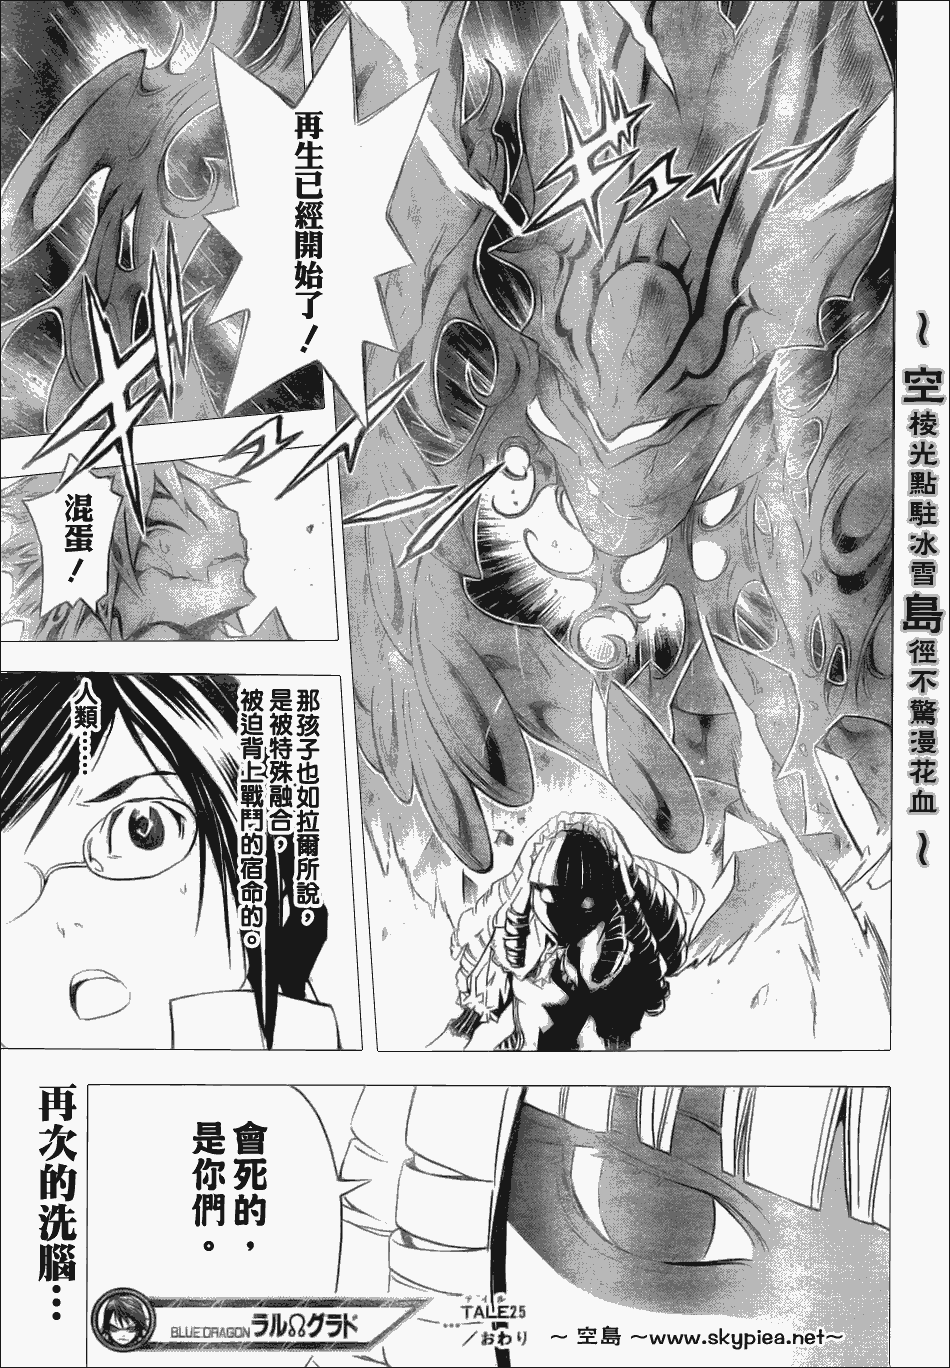 再生已經開始了！
混蛋！
那孩子也如拉爾所說，
是被特殊融合，
被迫背上戰鬥的宿命的。
人類……
會死的，
是你們。
再次的洗腦…
～空棱光點駐冰雪島徑不驚漫花血～
BLUE DRAGON ラルΩグラド
テイル
TALE25
…／おわり
～ 空島 ～www.skypiea.net～